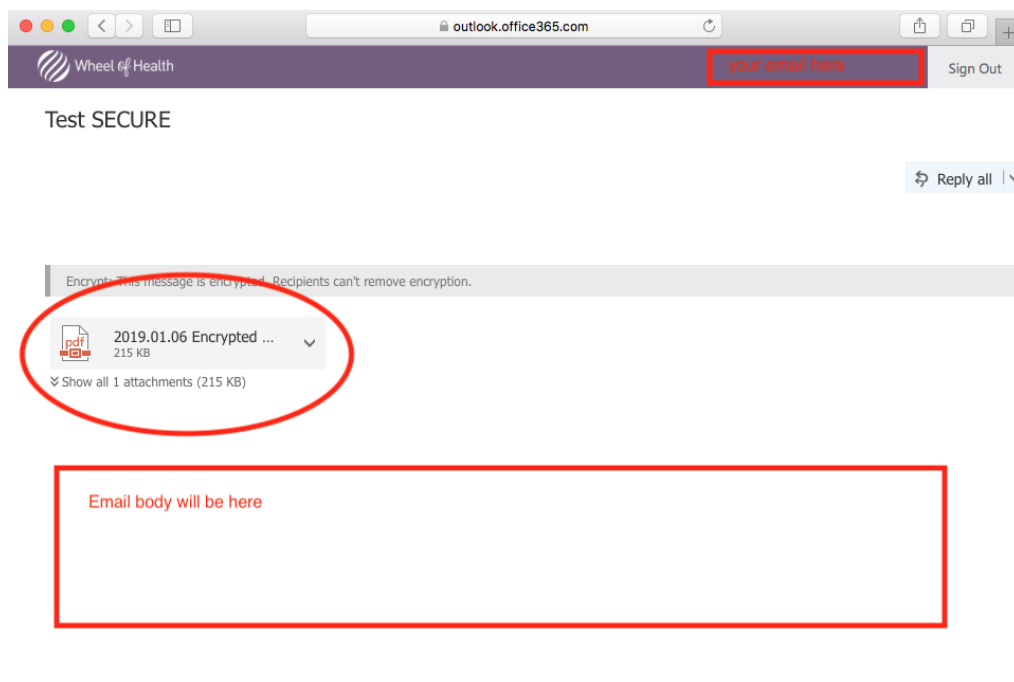 outlook.office365.com
Wheel of Health
your email here
Sign Out
Test SECURE
Reply all
Encrypt: This message is encrypted. Recipients can't remove encryption.
pdf
2019.01.06 Encrypted ...
215 KB
Show all 1 attachments (215 KB)
Email body will be here